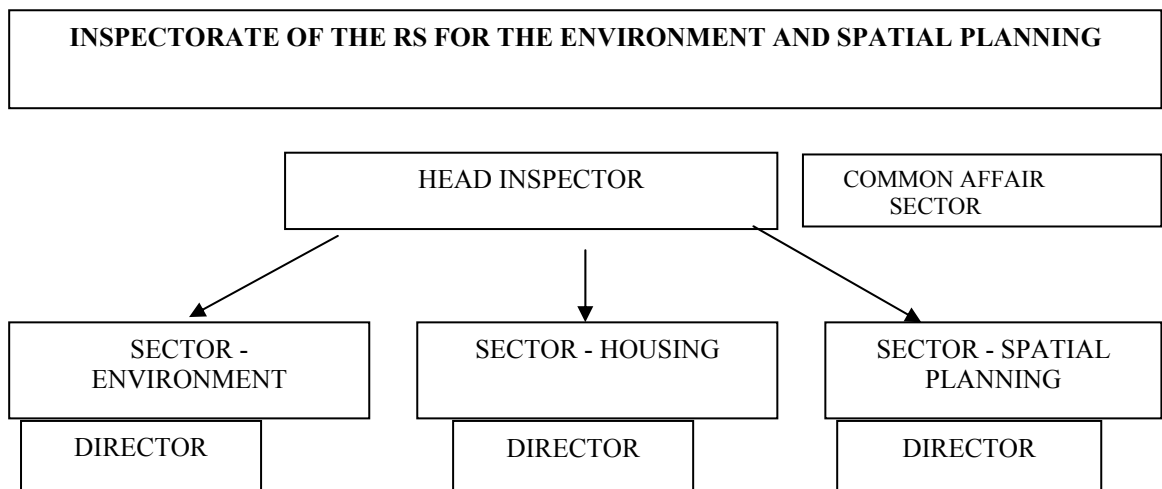 INSPECTORATE OF THE RS FOR THE ENVIRONMENT AND SPATIAL PLANNING
HEAD INSPECTOR
COMMON AFFAIR
SECTOR
SECTOR -
ENVIRONMENT
SECTOR - HOUSING
SECTOR - SPATIAL
PLANNING
DIRECTOR
DIRECTOR
DIRECTOR